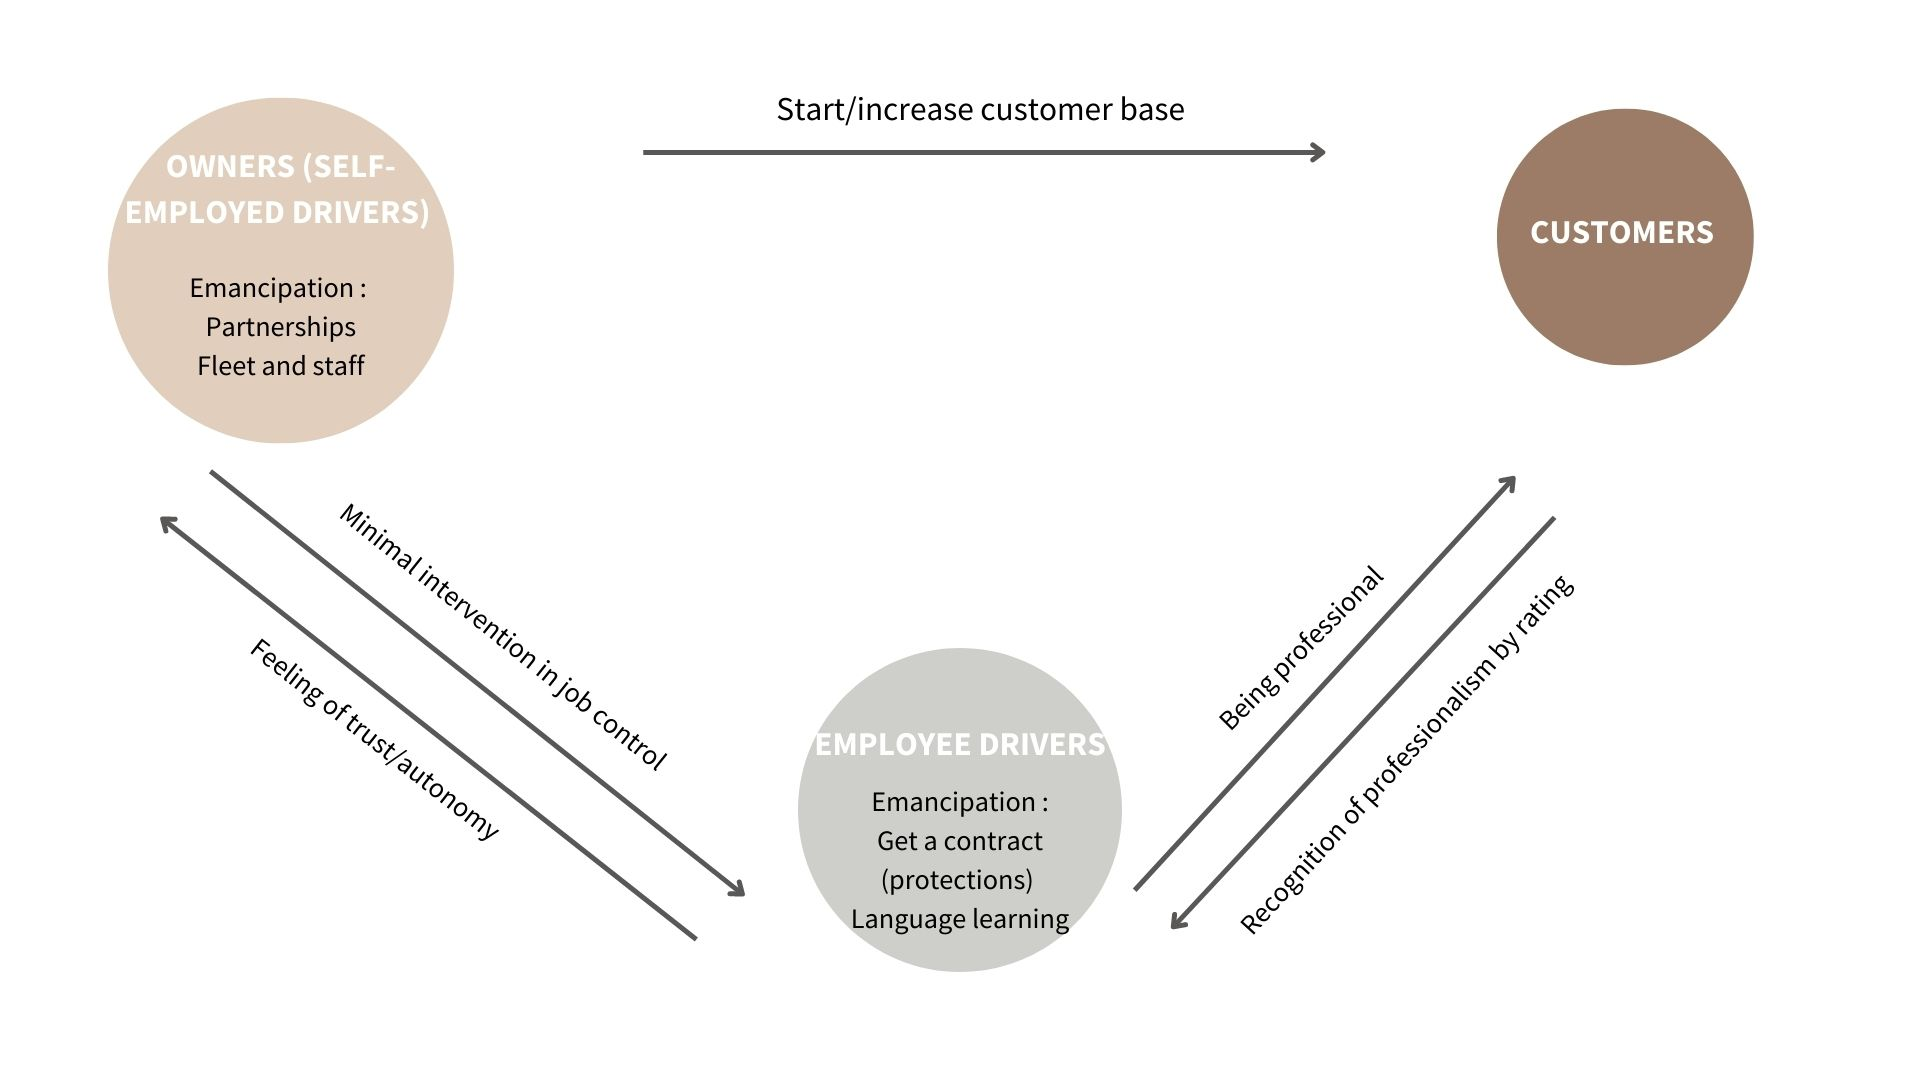 Start/increase customer base
OWNERS (SELF-
EMPLOYED DRIVERS)
Emancipation :
Partnerships
Fleet and staff
CUSTOMERS
Minimal intervention in job control
Feeling of trust/autonomy
Being professional
Recognition of professionalism by rating
EMPLOYEE DRIVERS
Emancipation :
Get a contract
(protections)
Language learning